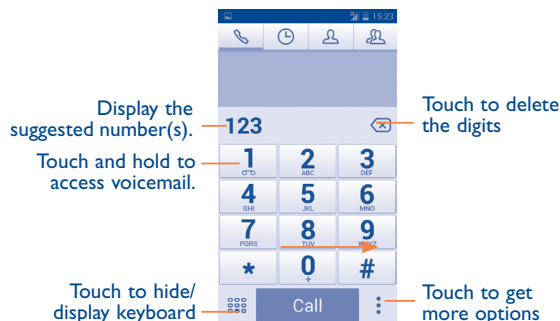 15:23
Display the
suggested number(s).
123
Touch to delete
the digits
Touch and hold to
access voicemail.
1 2 3
ABC DEF
4 5 6
GHI JKL MNO
7 8 9
PQRS TUV WXYZ
* 0 #
+
Touch to hide/
display keyboard
Call
Touch to get
more options